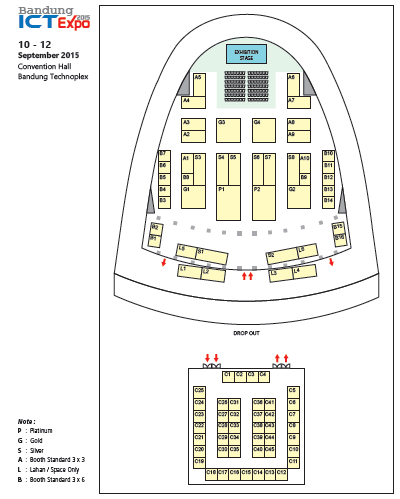 Bandung
ICT Expo 2015
10 - 12
September 2015
Convention Hall
Bandung Technoplex
EXHIBITION
STAGE
A5 A6
A4 A7
A3 G3 G4 A8
A2 A9
B7 A1 S3 S4 S5 S6 S7 S8 A10 B10
B6 B11
B5 B8 B9 B12
B4 G1 P1 P2 G2 B13
B3 B14
B2 B15
B1 B16
L6 S1 S2 L5
L1 L2 L3 L4
DROP OUT
C1 C2 C3 C4
C25 C5
C24 C26 C31 C36 C41 C6
C23 C27 C32 C37 C42 C7
C22 C28 C33 C38 C43 C8
C21 C29 C34 C39 C44 C9
C20 C30 C35 C40 C45 C10
C19 C11
C18 C17 C16 C15 C14 C13 C12
Note :
P : Platinum
G : Gold
S : Silver
A : Booth Standard 3 x 3
L : Lahan / Space Only
B : Booth Standard 3 x 6